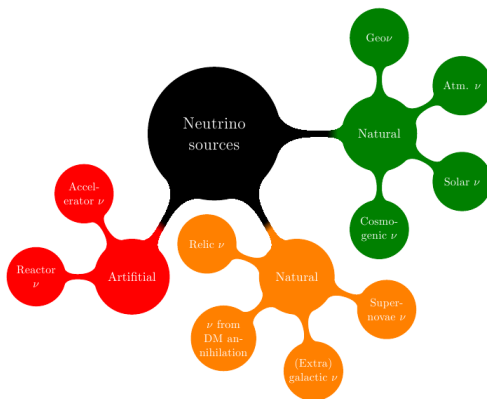 Geoν
Atm. ν
Neutrino
sources
Natural
Solar ν
Accel-
erator ν
Cosmo-
genic ν
Relic ν
Reactor
ν
Artifitial
Natural
Super-
novae ν
ν from
DM an-
nihilation
(Extra)
galactic ν